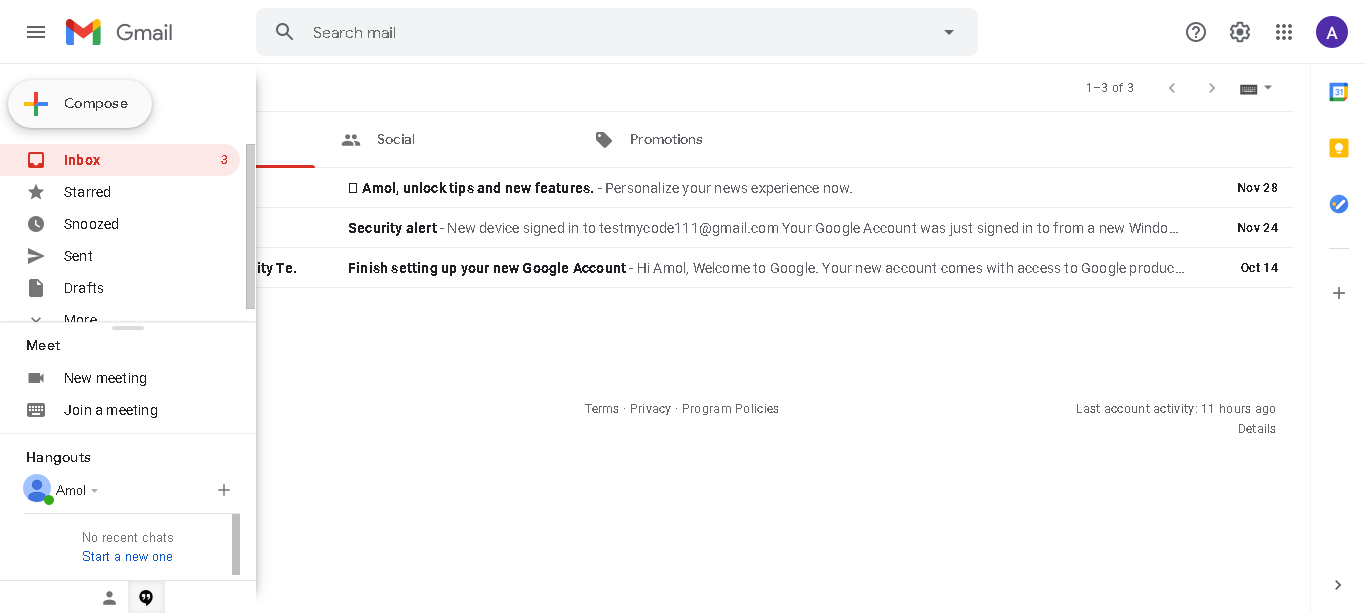 Gmail
Search mail
A
Compose
1–3 of 3
31
Social
Promotions
Inbox 3
Starred
Snoozed
Sent
Drafts
More
Amol, unlock tips and new features. - Personalize your news experience now. Nov 28
Security alert - New device signed in to testmycode111@gmail.com Your Google Account was just signed in to from a new Windo... Nov 24
ity Te. Finish setting up your new Google Account - Hi Amol, Welcome to Google. Your new account comes with access to Google produc... Oct 14
Meet
New meeting
Join a meeting
Terms · Privacy · Program Policies
Last account activity: 11 hours ago
Details
Hangouts
Amol
No recent chats
Start a new one